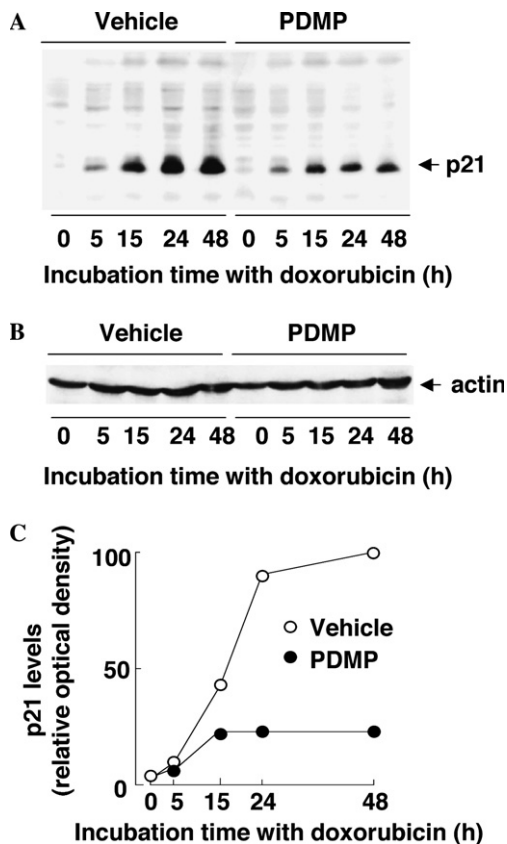 A
Vehicle PDMP
p21
0 5 15 24 48 0 5 15 24 48
Incubation time with doxorubicin (h)
B
Vehicle PDMP
actin
0 5 15 24 48 0 5 15 24 48
Incubation time with doxorubicin (h)
C
p21 levels
(relative optical density)
100
50
0
Vehicle
PDMP
0 5 15 24 48
Incubation time with doxorubicin (h)